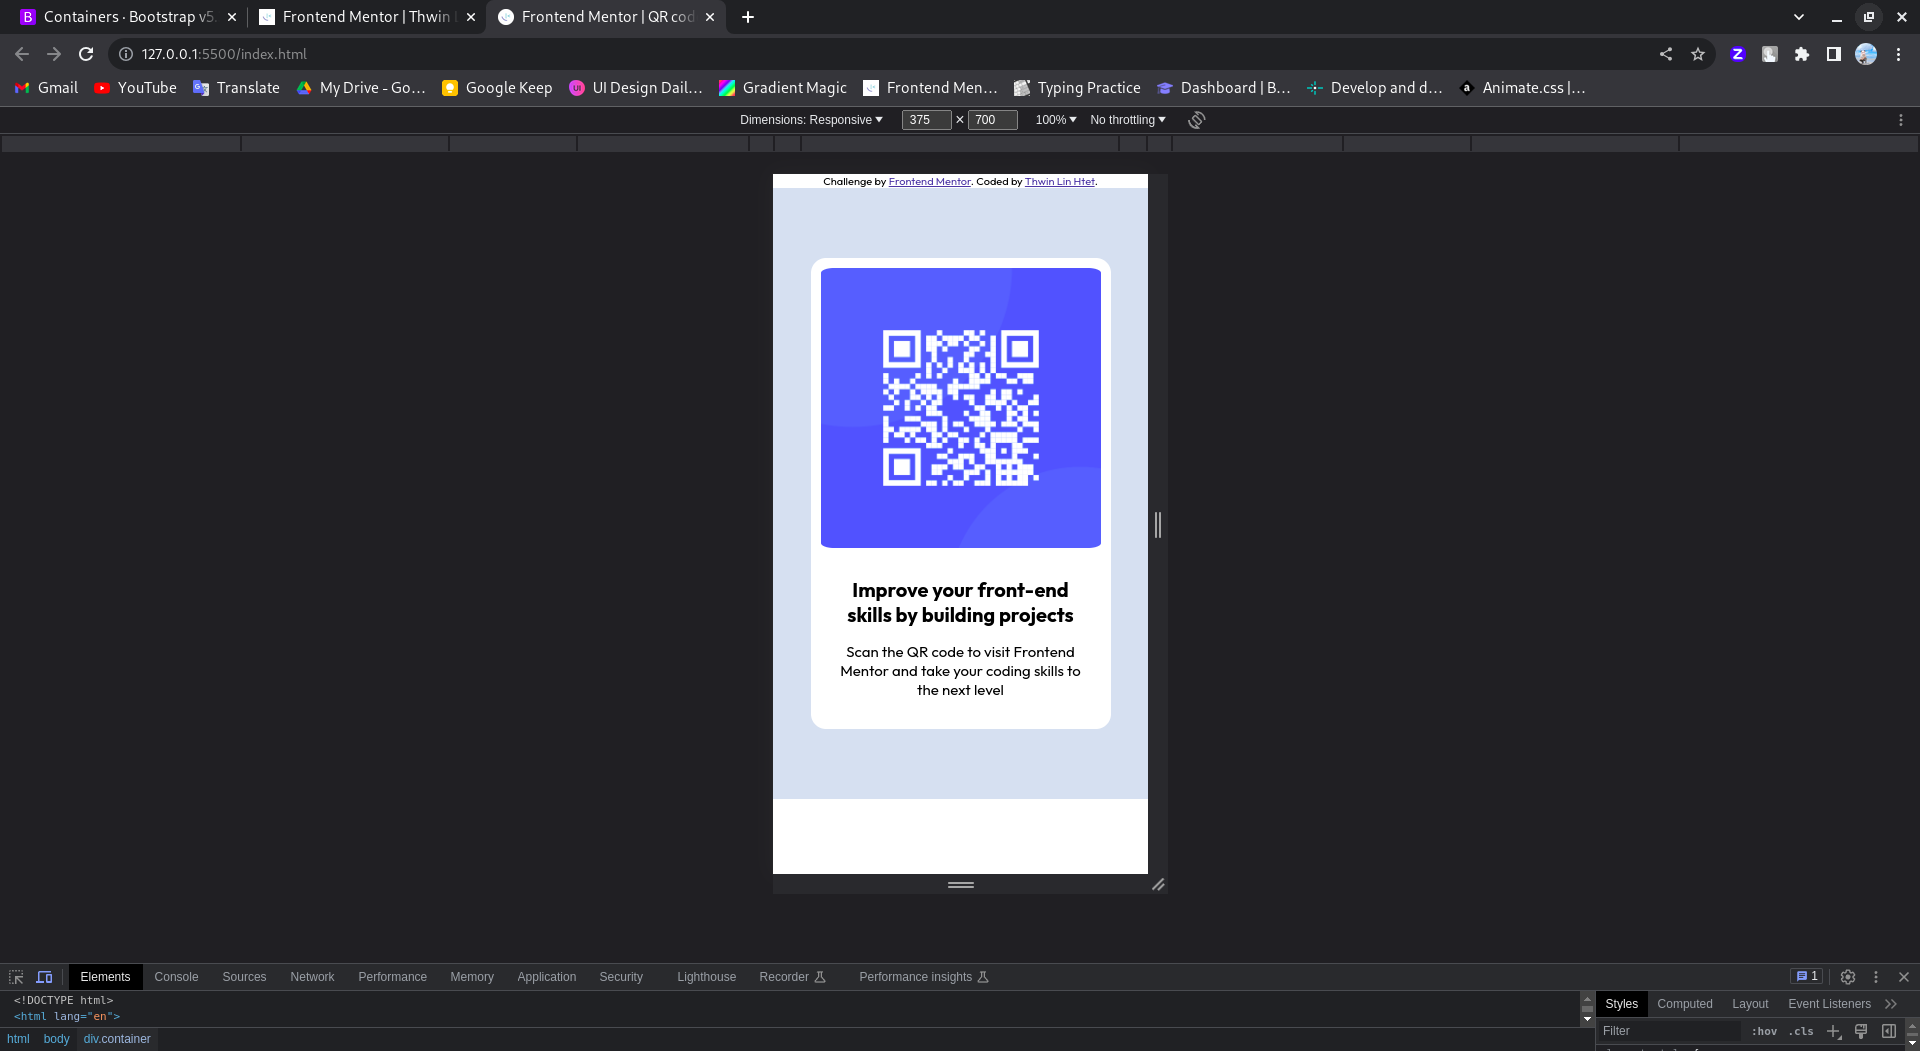 Containers · Bootstrap v5.
Frontend Mentor | Thwin
Frontend Mentor | QR cod
127.0.0.1:5500/index.html
Gmail
YouTube
Translate
My Drive - Go…
Google Keep
UI Design Dail…
Gradient Magic
Frontend Men…
Typing Practice
Dashboard | B…
Develop and d…
Animate.css |…
Dimensions: Responsive 375 × 700 100% No throttling
Challenge by Frontend Mentor. Coded by Thwin Lin Htet.
Improve your front-end
skills by building projects
Scan the QR code to visit Frontend
Mentor and take your coding skills to
the next level
Elements Console Sources Network Performance Memory Application Security Lighthouse Recorder Performance insights 1
<!DOCTYPE html>
<html lang="en">
html body div.container
Styles Computed Layout Event Listeners
Filter :hov .cls